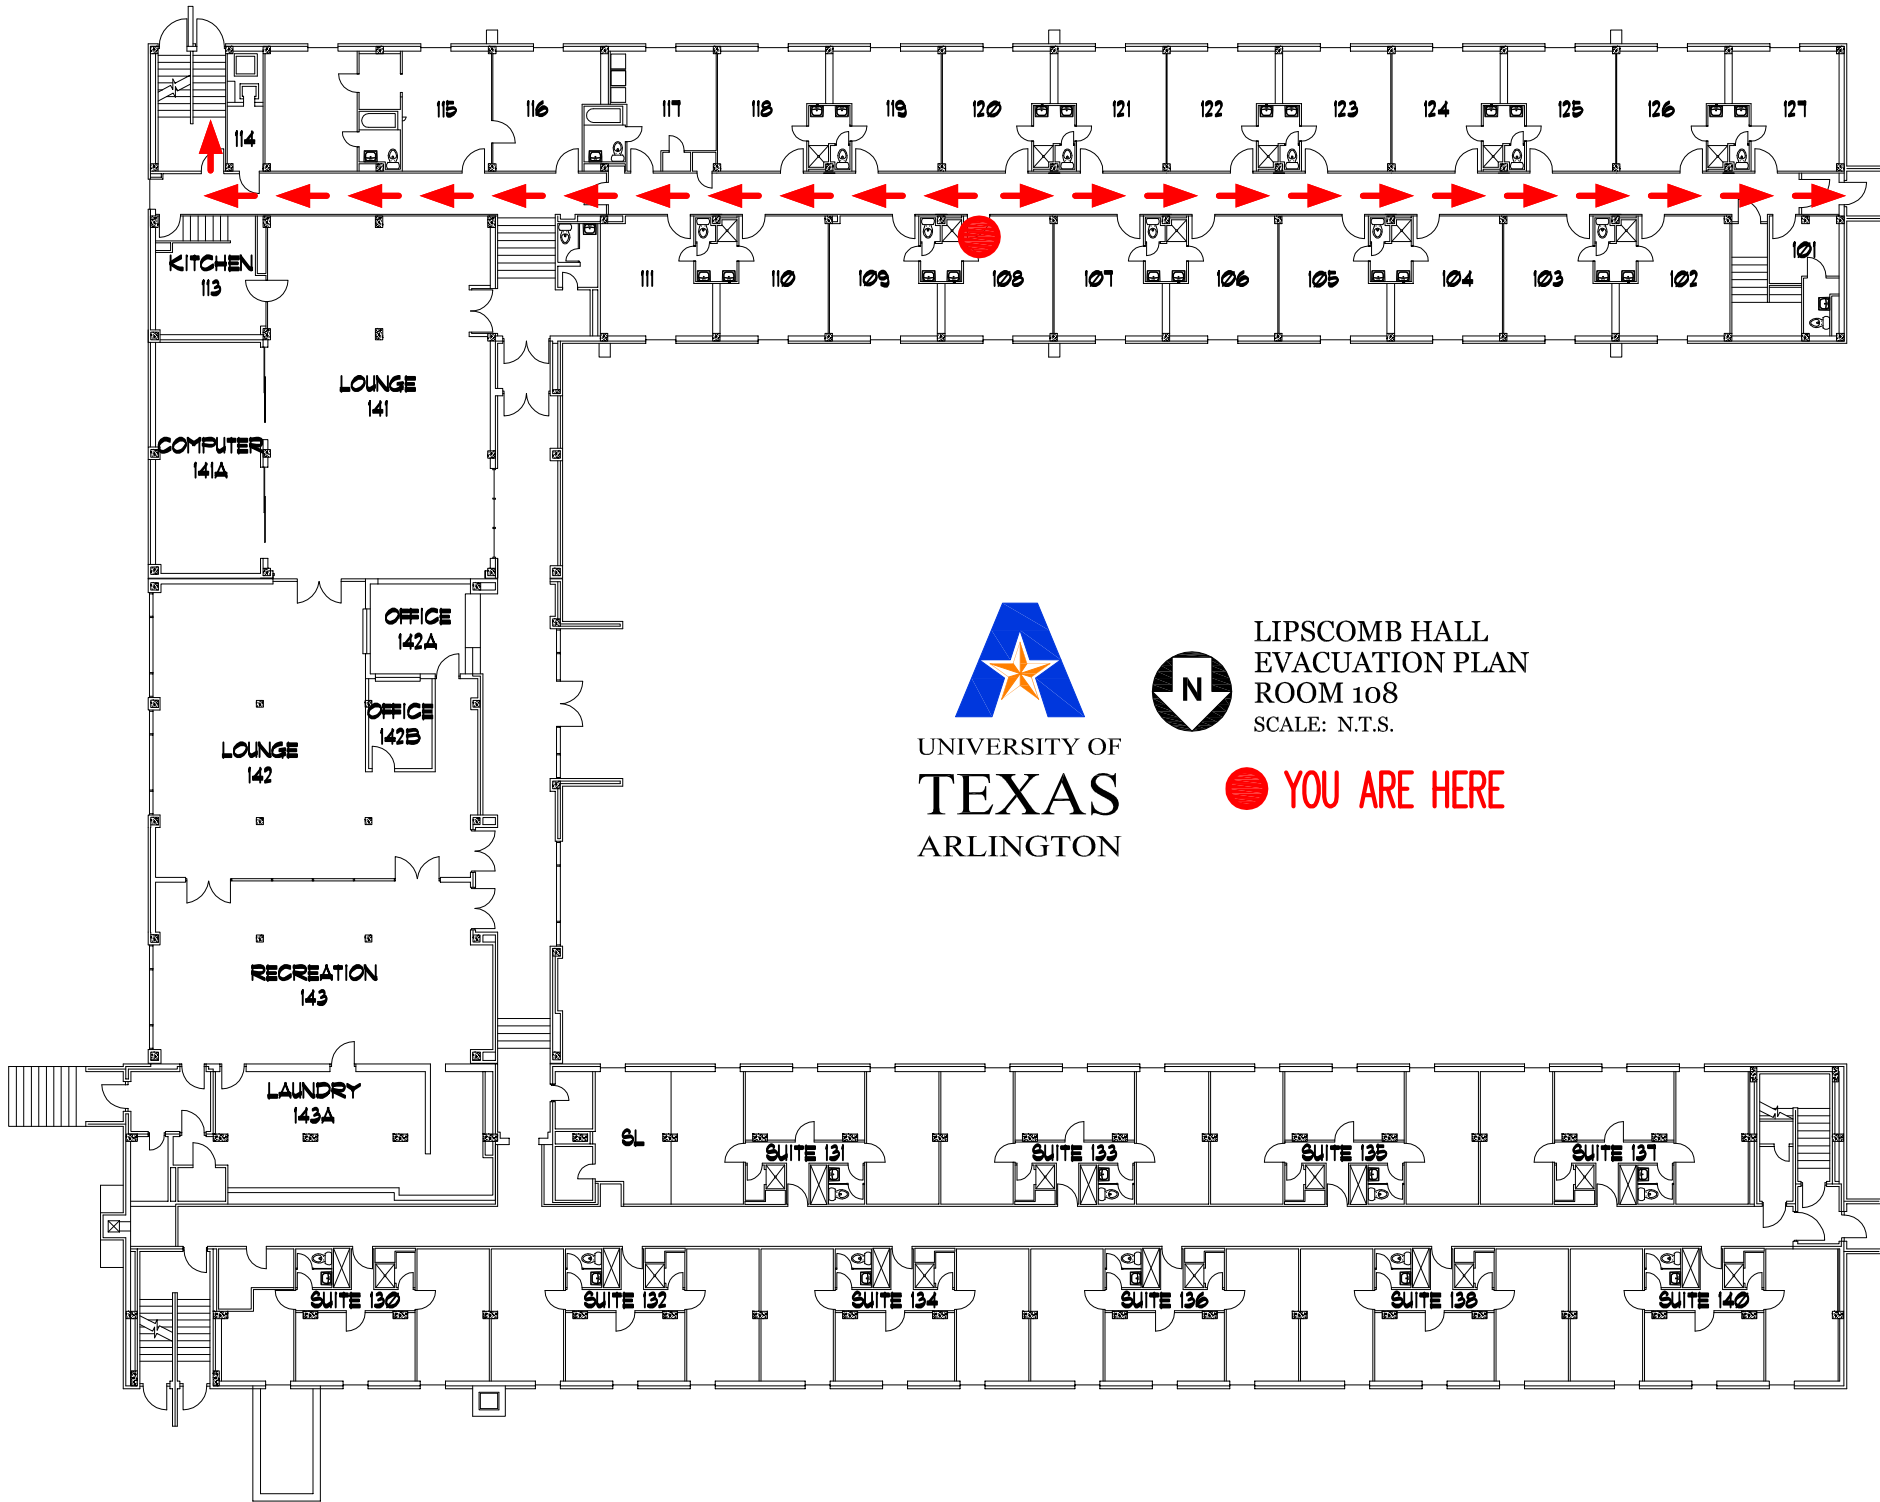 115
116
117
118
119
120
121
122
123
124
125
126
127
114
KITCHEN
113
111
110
109
108
107
106
105
104
103
102
101
LOUNGE
141
COMPUTER
141A
OFFICE
142A
OFFICE
142B
LOUNGE
142
UNIVERSITY OF
TEXAS
ARLINGTON
N
LIPSCOMB HALL
EVACUATION PLAN
ROOM 108
SCALE: N.T.S.
YOU ARE HERE
RECREATION
143
LAUNDRY
143A
SL
SUITE 131
SUITE 133
SUITE 135
SUITE 137
SUITE 130
SUITE 132
SUITE 134
SUITE 136
SUITE 138
SUITE 140